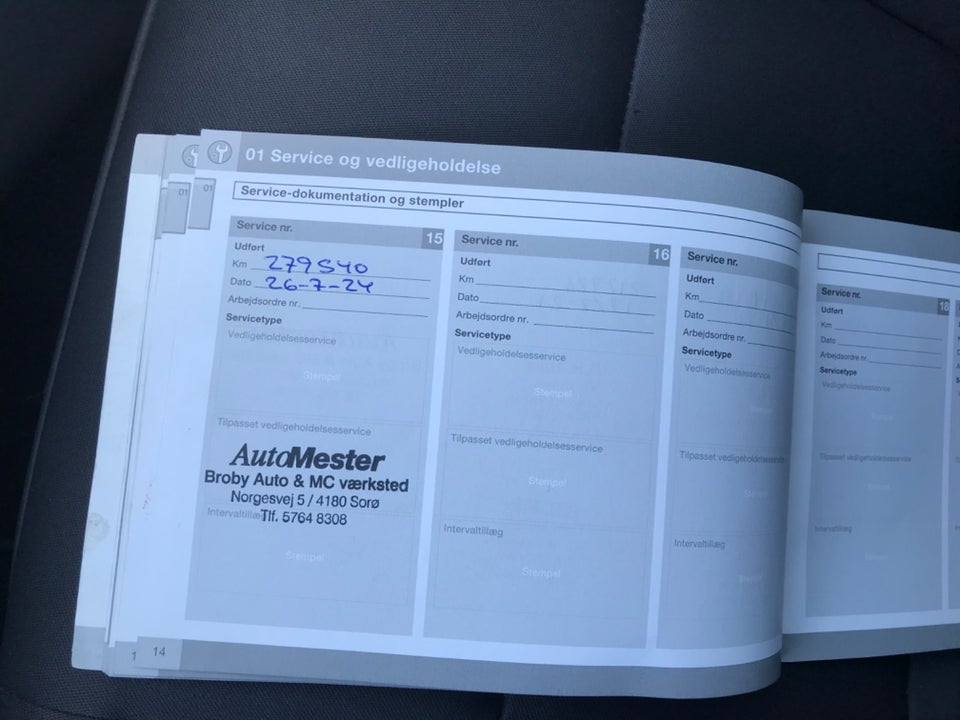 01 Service og vedligeholdelse
01
01
Service-dokumentation og stempler
Service nr. 15
Udført
Km 279540
Dato 26-7-24
Arbejdsordre nr.
Servicetype
Vedligeholdelsesservice
Stempel
Tilpasset vedligeholdelsesservice
AutoMester
Broby Auto & MC værksted
Norgesvej 5 / 4180 Sorø
Tlf. 5764 8308
Intervaltillæg
Stempel
Service nr. 16
Udført
Km
Dato
Arbejdsordre nr.
Servicetype
Vedligeholdelsesservice
Stempel
Tilpasset vedligeholdelsesservice
Stempel
Intervaltillæg
Stempel
Service nr.
Udført
Km
Dato
Arbejdsordre nr.
Servicetype
Vedligeholdelsesservice
Tilpasset vedligeholdelsesservice
Intervaltillæg
Service nr. 18
Udført
Km
Dato
Arbejdsordre nr.
Servicetype
Vedligeholdelsesservice
Stempel
Tilpasset vedligeholdelsesservice
Intervaltillæg
1
14